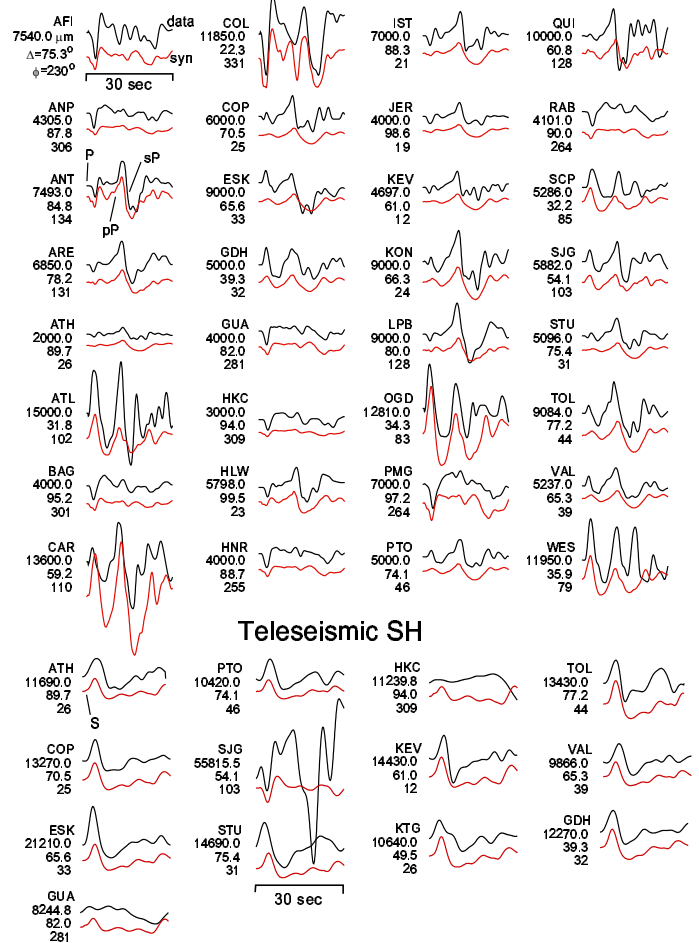 AFI
7540.0 μm
Δ=75.3°
ϕ=230°
data
syn
30 sec
COL
11850.0
22.3
331
IST
7000.0
88.3
21
QUI
10000.0
60.8
128
ANP
4305.0
87.8
306
COP
6000.0
70.5
25
JER
4000.0
98.6
19
RAB
4101.0
90.0
264
P
sP
pP
ANT
7493.0
84.8
134
ESK
9000.0
65.6
33
KEV
4697.0
61.0
12
SCP
5286.0
32.2
85
ARE
6850.0
78.2
131
GDH
5000.0
39.3
32
KON
9000.0
66.3
24
SJG
5882.0
54.1
103
ATH
2000.0
89.7
26
GUA
4000.0
82.0
281
LPB
9000.0
80.0
128
STU
5096.0
75.4
31
ATL
15000.0
31.8
102
HKC
3000.0
94.0
309
OGD
12810.0
34.3
83
TOL
9084.0
77.2
44
BAG
4000.0
95.2
301
HLW
5798.0
99.5
23
PMG
7000.0
97.2
264
VAL
5237.0
65.3
39
CAR
13600.0
59.2
110
HNR
4000.0
88.7
255
PTO
5000.0
74.1
46
WES
11950.0
35.9
79
Teleseismic SH
ATH
11690.0
89.7
26
S
PTO
10420.0
74.1
46
HKC
11239.8
94.0
309
TOL
13430.0
77.2
44
COP
13270.0
70.5
25
SJG
55815.5
54.1
103
KEV
14430.0
61.0
12
VAL
9866.0
65.3
39
ESK
21210.0
65.6
33
STU
14690.0
75.4
31
30 sec
KTG
10640.0
49.5
26
GDH
12270.0
39.3
32
GUA
8244.8
82.0
281